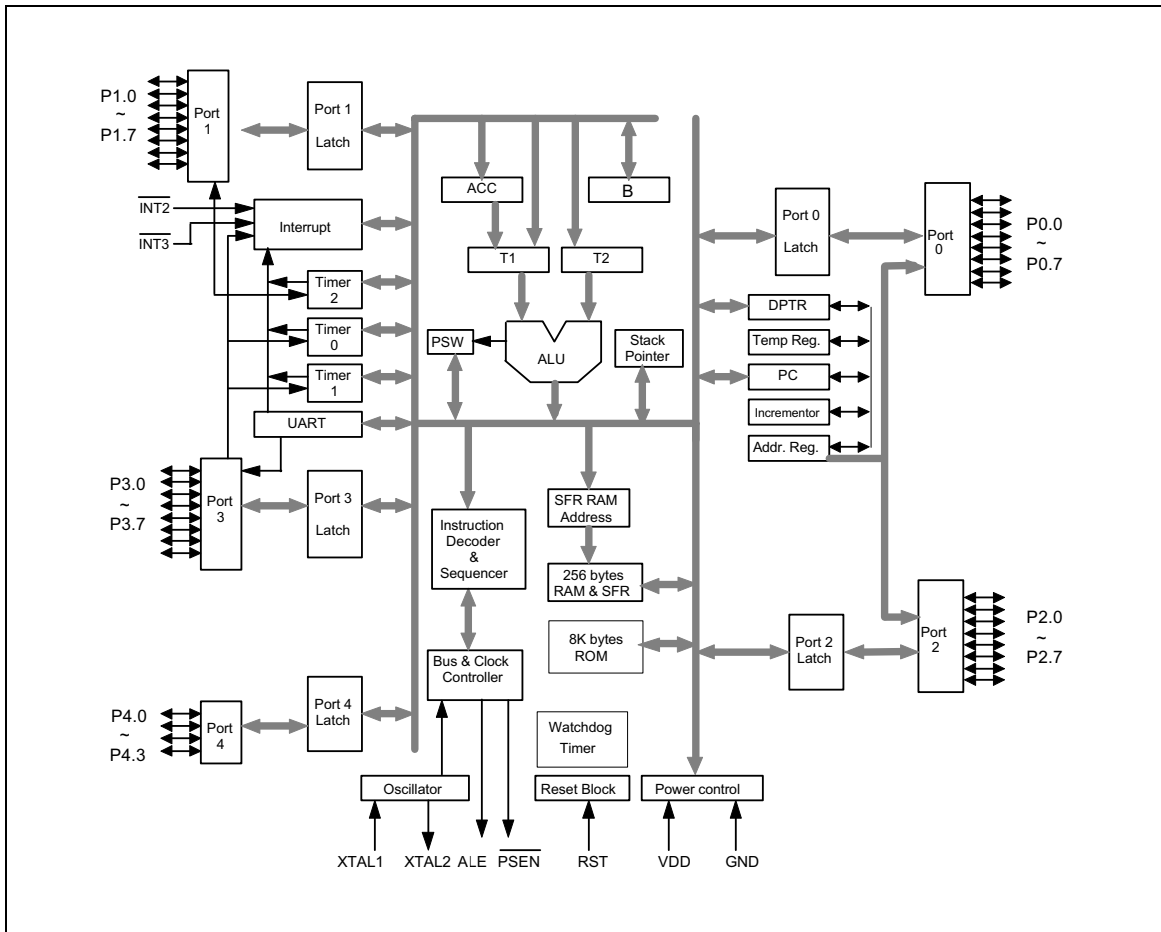 P1.0
~
P1.7
Port
1
Port 1
Latch
INT2
INT3
Interrupt
Timer
2
Timer
0
Timer
1
UART
P3.0
~
P3.7
Port
3
Port 3
Latch
P4.0
~
P4.3
Port
4
Port 4
Latch
ACC
B
T1
T2
PSW
ALU
Stack
Pointer
Instruction
Decoder
&
Sequencer
SFR RAM
Address
256 bytes
RAM & SFR
8K bytes
ROM
Bus & Clock
Controller
Watchdog
Timer
Oscillator
Reset Block
Power control
XTAL1
XTAL2
ALE
PSEN
RST
VDD
GND
Port 0
Latch
Port
0
P0.0
~
P0.7
DPTR
Temp Reg.
PC
Incrementor
Addr. Reg.
Port 2
Latch
Port
2
P2.0
~
P2.7